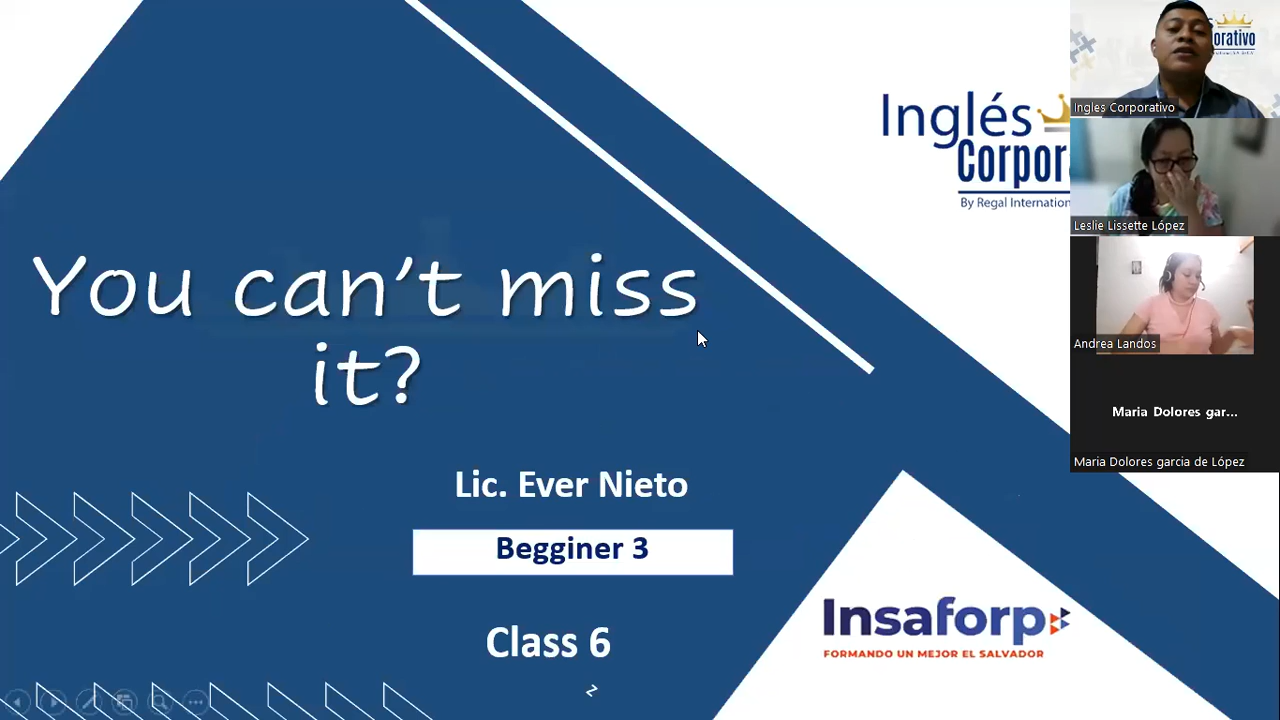 You can't miss
it?
Lic. Ever Nieto
Begginer 3
Class 6
z
Inglés
Corpor
By Regal Internation
Insaforp
FORMANDO UN MEJOR EL SALVADOR
orativo
Ingles Corporativo
Leslie Lissette López
Andrea Landos
Maria Dolores gar...
Maria Dolores garcia de López